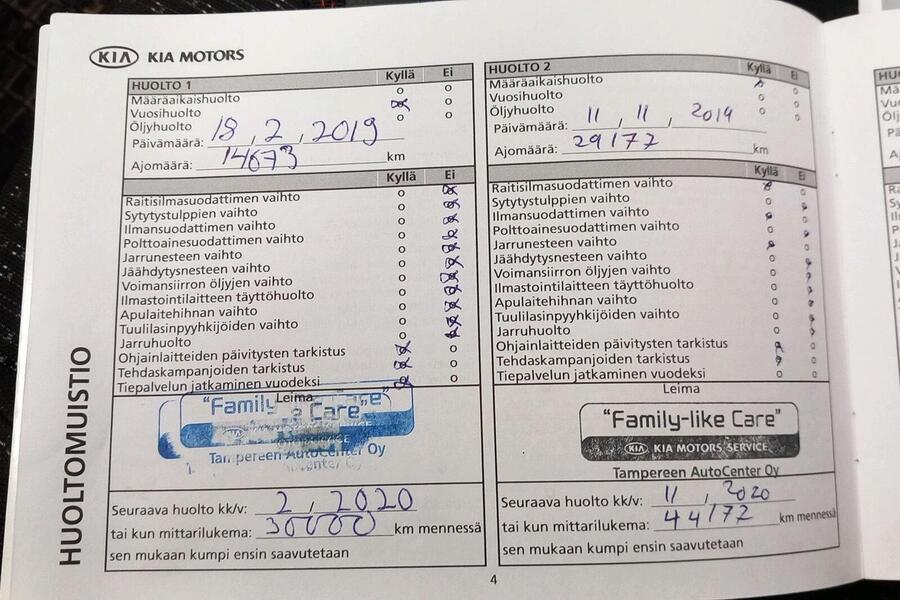 KIA KIA MOTORS
HUOLTO 1 Kyllä Ei
Määräaikaishuolto
Vuosihuolto
Öljyhuolto
Päivämäärä: 18, 2, 2019
Ajomäärä: 14673 km
Kyllä Ei
Raitisilmasuodattimen vaihto
Sytytystulppien vaihto
Ilmansuodattimen vaihto
Polttoainesuodattimen vaihto
Jarrunesteen vaihto
Jäähdytysnesteen vaihto
Voimansiirron öljyjen vaihto
Ilmastointilaitteen täyttöhuolto
Apulaitehihnan vaihto
Tuulilasinpyyhkijöiden vaihto
Jarruhuolto
Ohjainlaitteiden päivitysten tarkistus
Tehdaskampanjoiden tarkistus
Tiepalvelun jatkaminen vuodeksi
Leima
"Family
Care"
Tampereen AutoCenter Oy
Seuraava huolto kk/v: 2, 2020
tai kun mittarilukema: 30000 km mennessä
sen mukaan kumpi ensin saavutetaan
HUOLTO 2 Kyllä Ei
Määräaikaishuolto
Vuosihuolto
Öljyhuolto
Päivämäärä: 11, 11, 2019
Ajomäärä: 29172 km
Kyllä Ei
Raitisilmasuodattimen vaihto
Sytytystulppien vaihto
Ilmansuodattimen vaihto
Polttoainesuodattimen vaihto
Jarrunesteen vaihto
Jäähdytysnesteen vaihto
Voimansiirron öljyjen vaihto
Ilmastointilaitteen täyttöhuolto
Apulaitehihnan vaihto
Tuulilasinpyyhkijöiden vaihto
Jarruhuolto
Ohjainlaitteiden päivitysten tarkistus
Tehdaskampanjoiden tarkistus
Tiepalvelun jatkaminen vuodeksi
Leima
"Family-like Care"
KIA KIA MOTORS SERVICE
Tampereen AutoCenter Oy
Seuraava huolto kk/v: 11, 2020
tai kun mittarilukema: 44172 km mennessä
sen mukaan kumpi ensin saavutetaan
HUOLTOMUISTIO
4